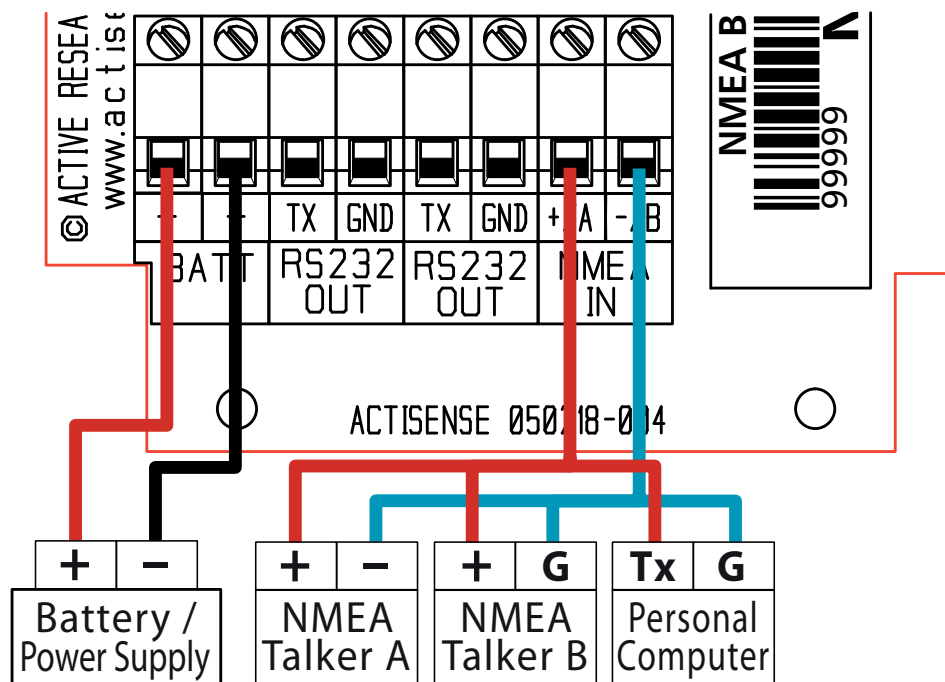 © ACTIVE RESEA
www.actise
NMEA B
99999
TX GND TX GND +/A -/B
BATT RS232 RS232 NMEA
OUT OUT IN
ACTISENSE 050218-004
+ - + - + G Tx G
Battery / NMEA NMEA Personal
Power Supply Talker A Talker B Computer